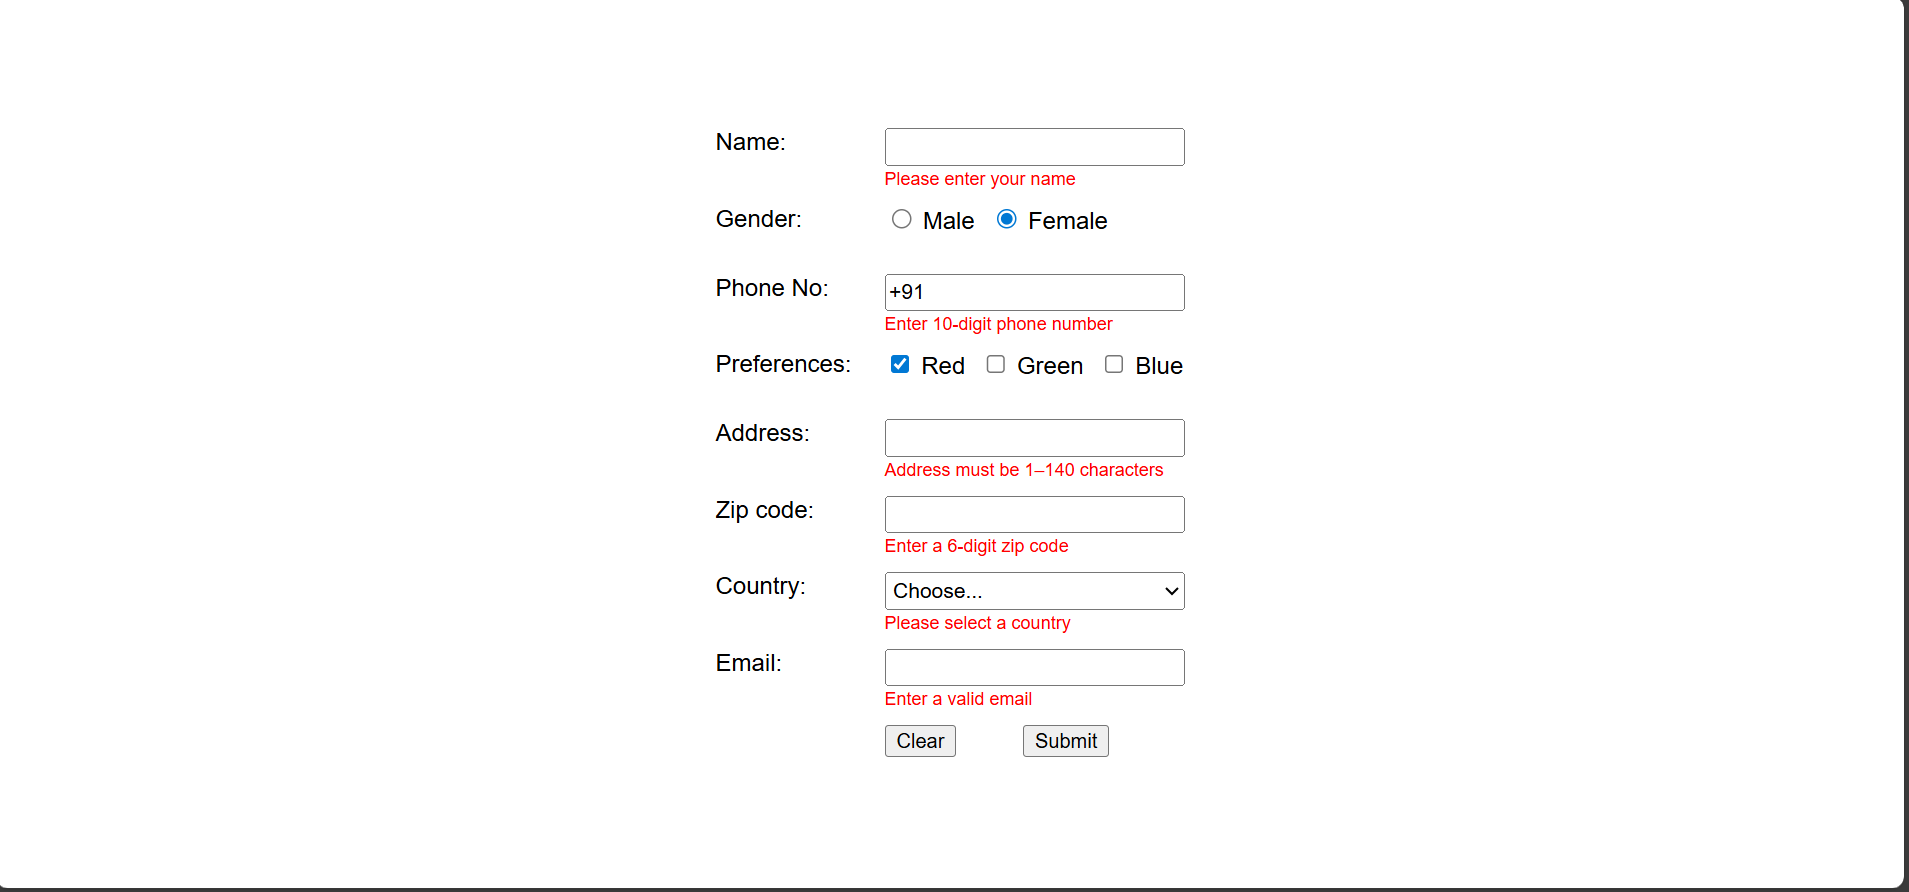 Name:
Please enter your name
Gender: Male Female
Phone No: +91
Enter 10-digit phone number
Preferences: Red Green Blue
Address:
Address must be 1–140 characters
Zip code:
Enter a 6-digit zip code
Country: Choose...
Please select a country
Email:
Enter a valid email
Clear Submit